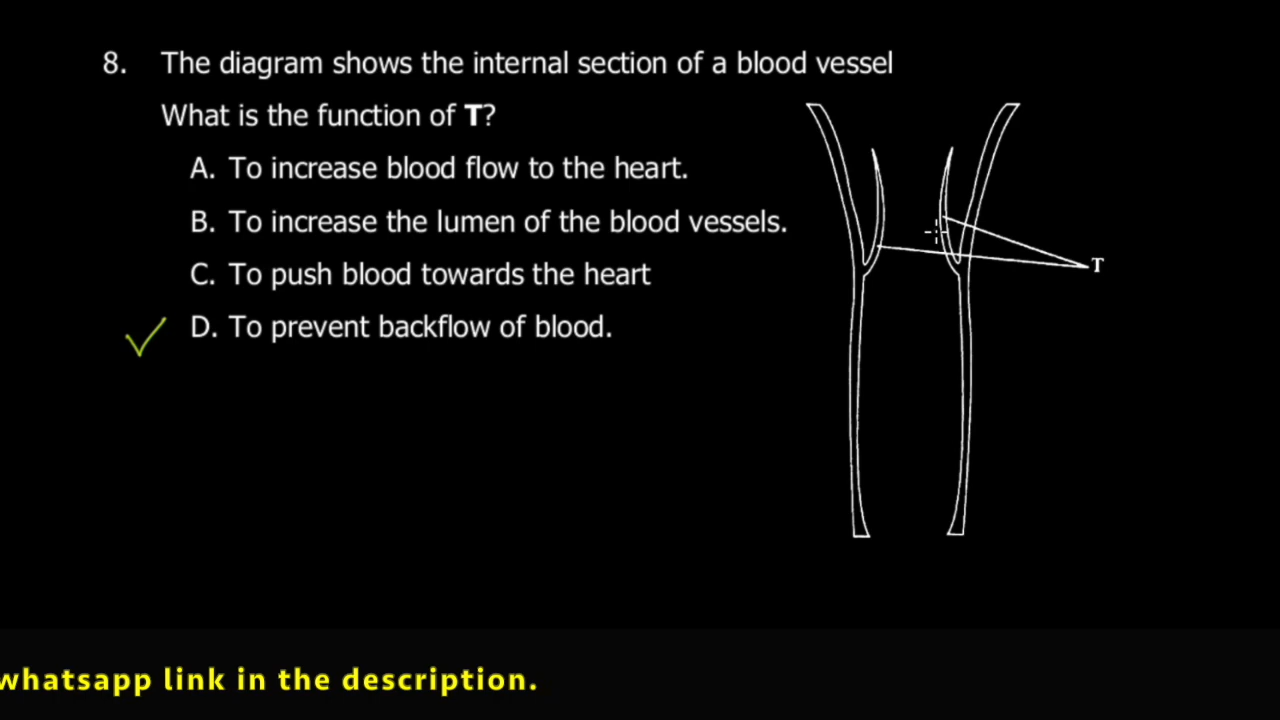 8. The diagram shows the internal section of a blood vessel
What is the function of T?
A. To increase blood flow to the heart.
B. To increase the lumen of the blood vessels.
C. To push blood towards the heart
D. To prevent backflow of blood.
T
whatsapp link in the description.